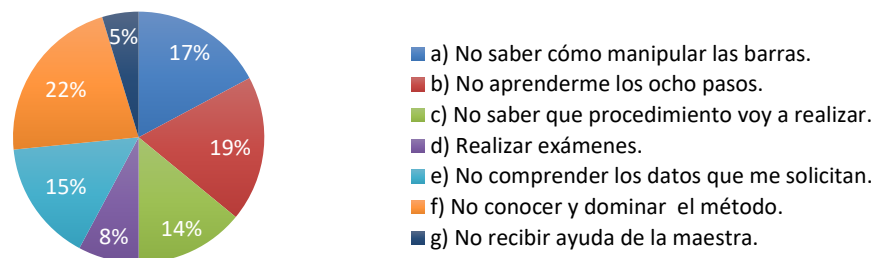 5%
17%
22%
19%
15%
14%
8%
a) No saber cómo manipular las barras.
b) No aprenderme los ocho pasos.
c) No saber que procedimiento voy a realizar.
d) Realizar exámenes.
e) No comprender los datos que me solicitan.
f) No conocer y dominar el método.
g) No recibir ayuda de la maestra.